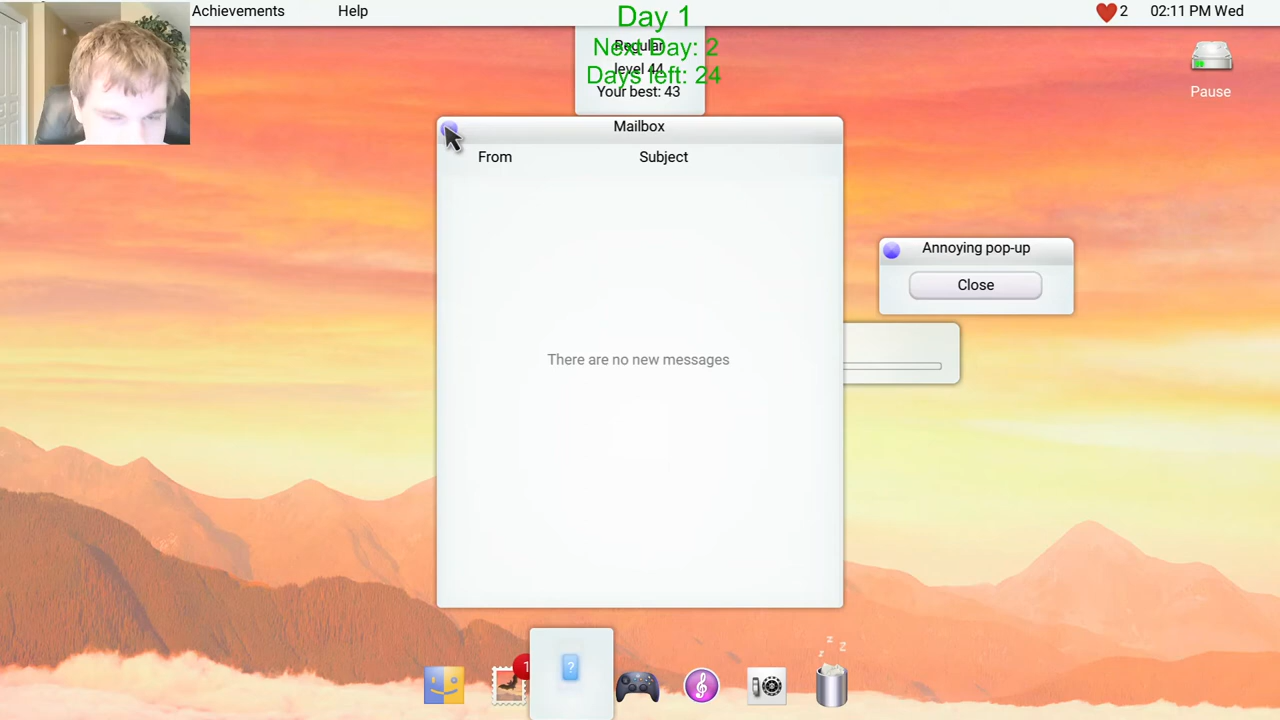 Achievements
Help
2
02:11 PM Wed
Day 1
Next Day: 2
Days left: 24
Regular
level 44
Your best: 43
Pause
Mailbox
From
Subject
There are no new messages
Annoying pop-up
Close
1
?
z z z